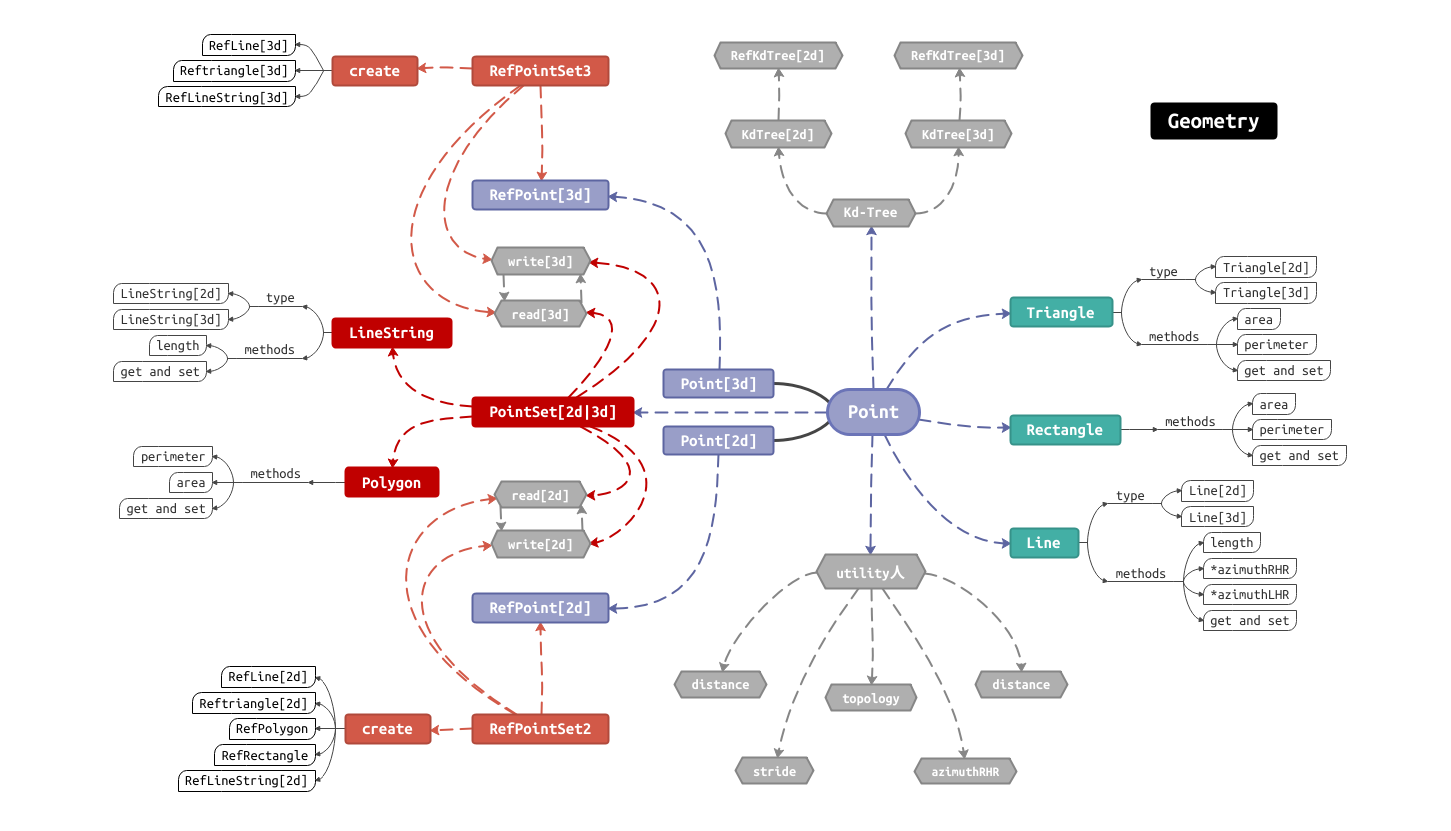 Geometry
RefLine[3d]
Reftriangle[3d]
RefLineString[3d]
create
RefPointSet3
RefKdTree[2d]
RefKdTree[3d]
KdTree[2d]
KdTree[3d]
Kd-Tree
RefPoint[3d]
write[3d]
read[3d]
LineString[2d]
LineString[3d]
type
length
get and set
methods
LineString
Point[3d]
Point[2d]
Point
PointSet[2d|3d]
Polygon
methods
perimeter
area
get and set
read[2d]
write[2d]
RefPoint[2d]
RefPointSet2
create
RefLine[2d]
Reftriangle[2d]
RefPolygon
RefRectangle
RefLineString[2d]
Triangle
type
Triangle[2d]
Triangle[3d]
methods
area
perimeter
get and set
Rectangle
methods
area
perimeter
get and set
Line
type
Line[2d]
Line[3d]
methods
length
*azimuthRHR
*azimuthLHR
get and set
utility人
distance
topology
distance
stride
azimuthRHR